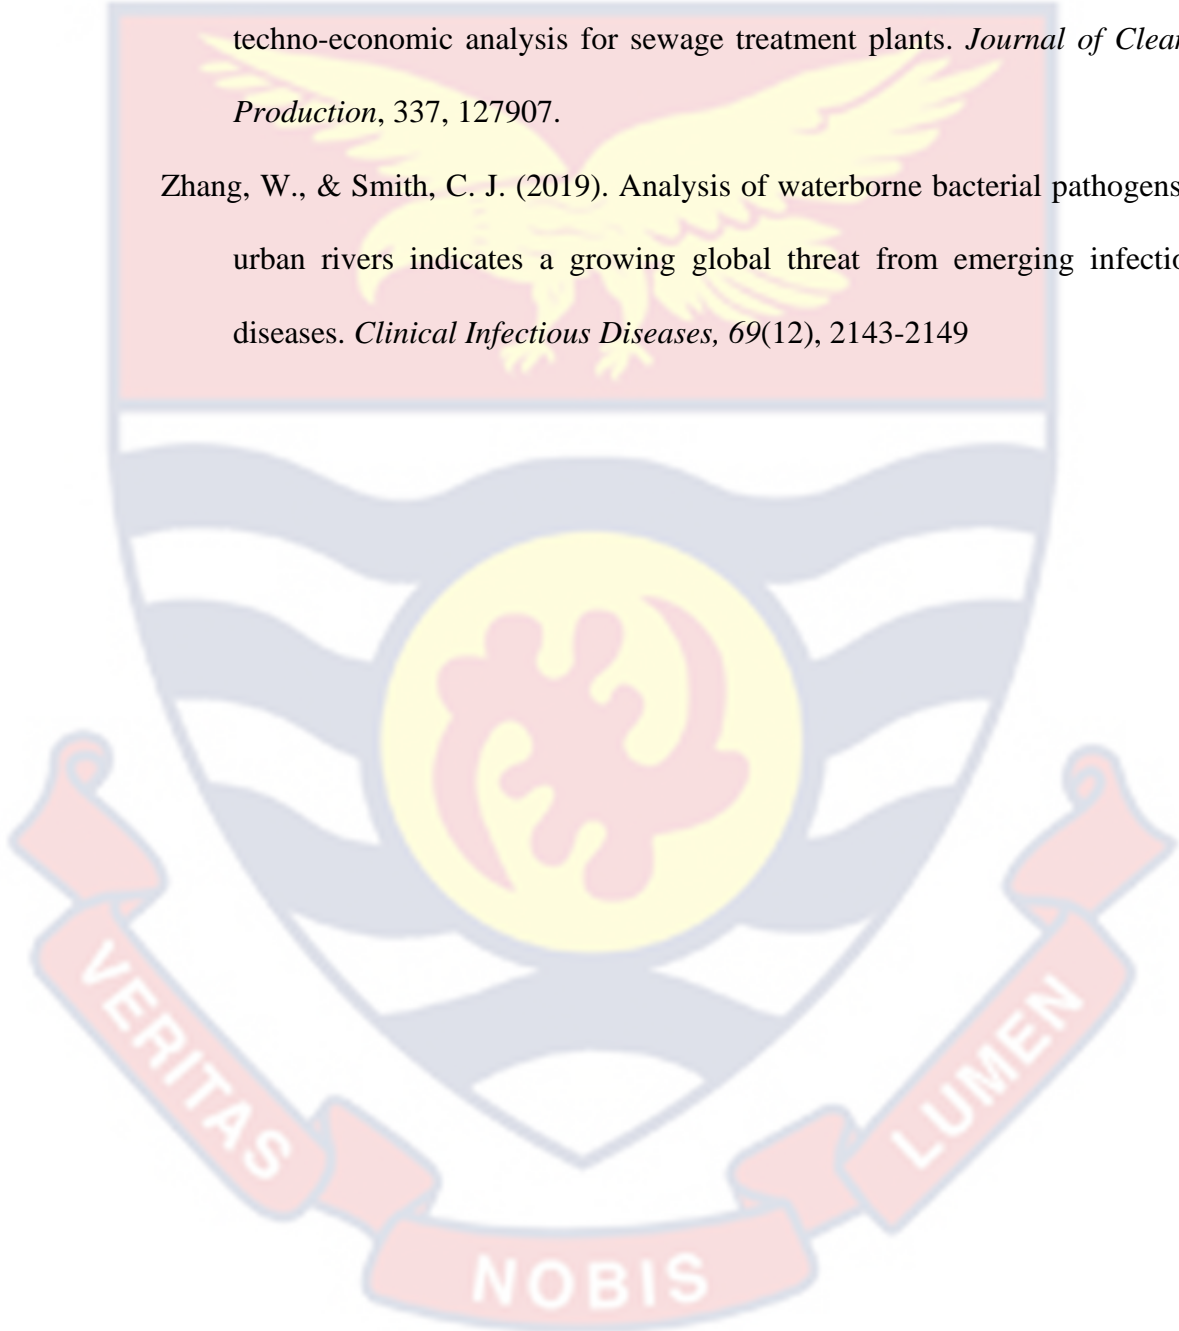 techno-economic analysis for sewage treatment plants. Journal of Clean
Production, 337, 127907.
Zhang, W., & Smith, C. J. (2019). Analysis of waterborne bacterial pathogens
urban rivers indicates a growing global threat from emerging infectio
diseases. Clinical Infectious Diseases, 69(12), 2143-2149
VERITAS
NOBIS
LUMEN